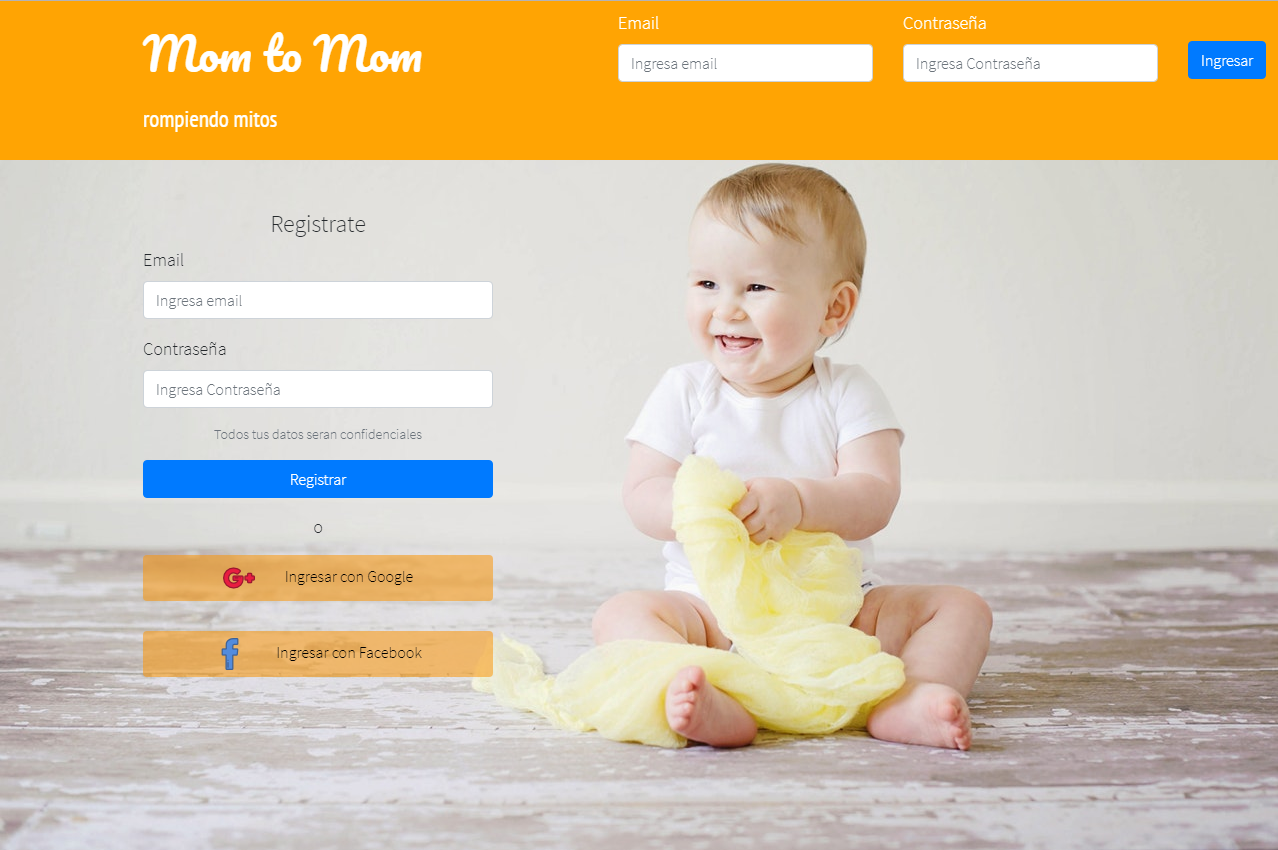 Mom to Mom
rompiendo mitos
Email
Ingresa email
Contraseña
Ingresa Contraseña
Ingresar
Registrate
Email
Ingresa email
Contraseña
Ingresa Contraseña
Todos tus datos seran confidenciales
Registrar
O
G+ Ingresar con Google
f Ingresar con Facebook